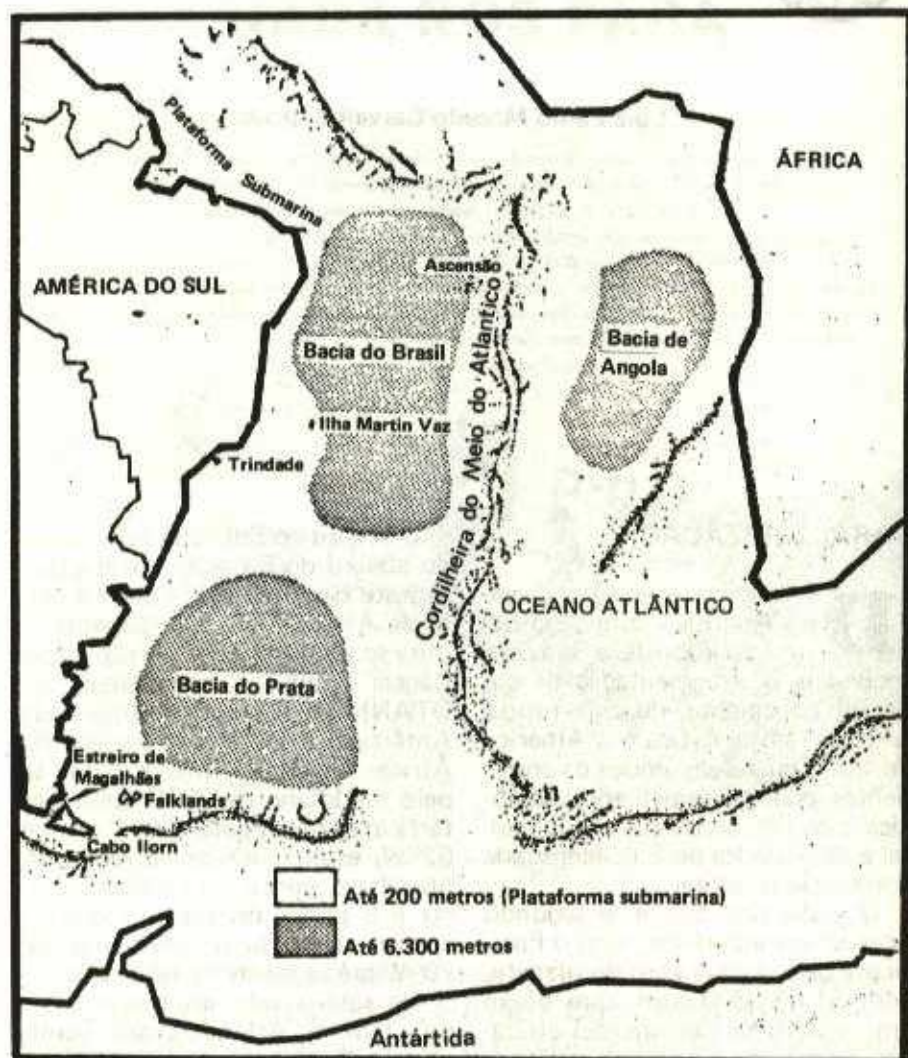 Plataforma Submarina
ÁFRICA
AMÉRICA DO SUL
Ascensão
Bacia do Brasil
Bacia de
Angola
Ilha Martin Vaz
Trindade
Cordilheira do Meio do Atlântico
OCEANO ATLÂNTICO
Bacia do Prata
Estreiro de
Magalhães
Falklands
Cabo Ilorn
Até 200 metros (Plataforma submarina)
Até 6.300 metros
Antártida